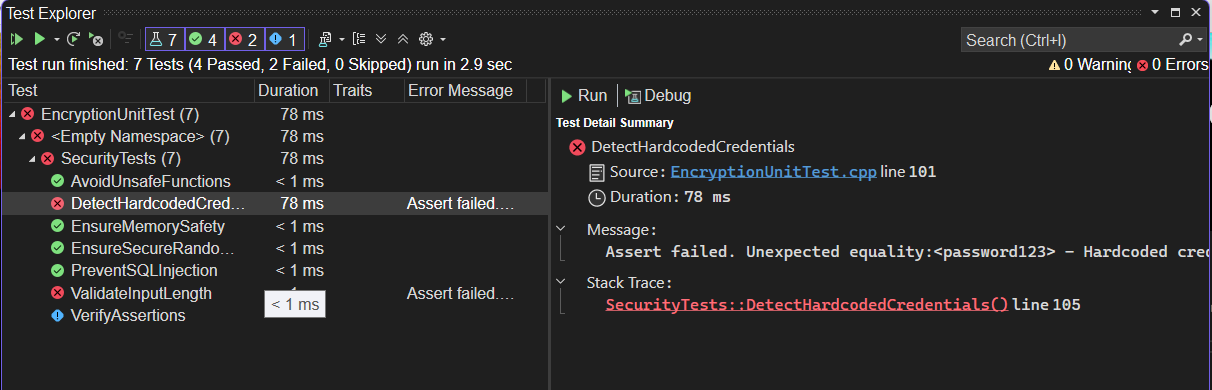 Test Explorer
7 4 2 1
Search (Ctrl+I)
Test run finished: 7 Tests (4 Passed, 2 Failed, 0 Skipped) run in 2.9 sec
0 Warning 0 Errors
Test Duration Traits Error Message
EncryptionUnitTest (7) 78 ms
<Empty Namespace> (7) 78 ms
SecurityTests (7) 78 ms
AvoidUnsafeFunctions < 1 ms
DetectHardcodedCred... 78 ms Assert failed....
EnsureMemorySafety < 1 ms
EnsureSecureRando... < 1 ms
PreventSQLInjection < 1 ms
ValidateInputLength Assert failed....
< 1 ms
VerifyAssertions
Run Debug
Test Detail Summary
DetectHardcodedCredentials
Source: EncryptionUnitTest.cpp line 101
Duration: 78 ms
Message:
Assert failed. Unexpected equality:<password123> – Hardcoded cred
Stack Trace:
SecurityTests::DetectHardcodedCredentials() line 105